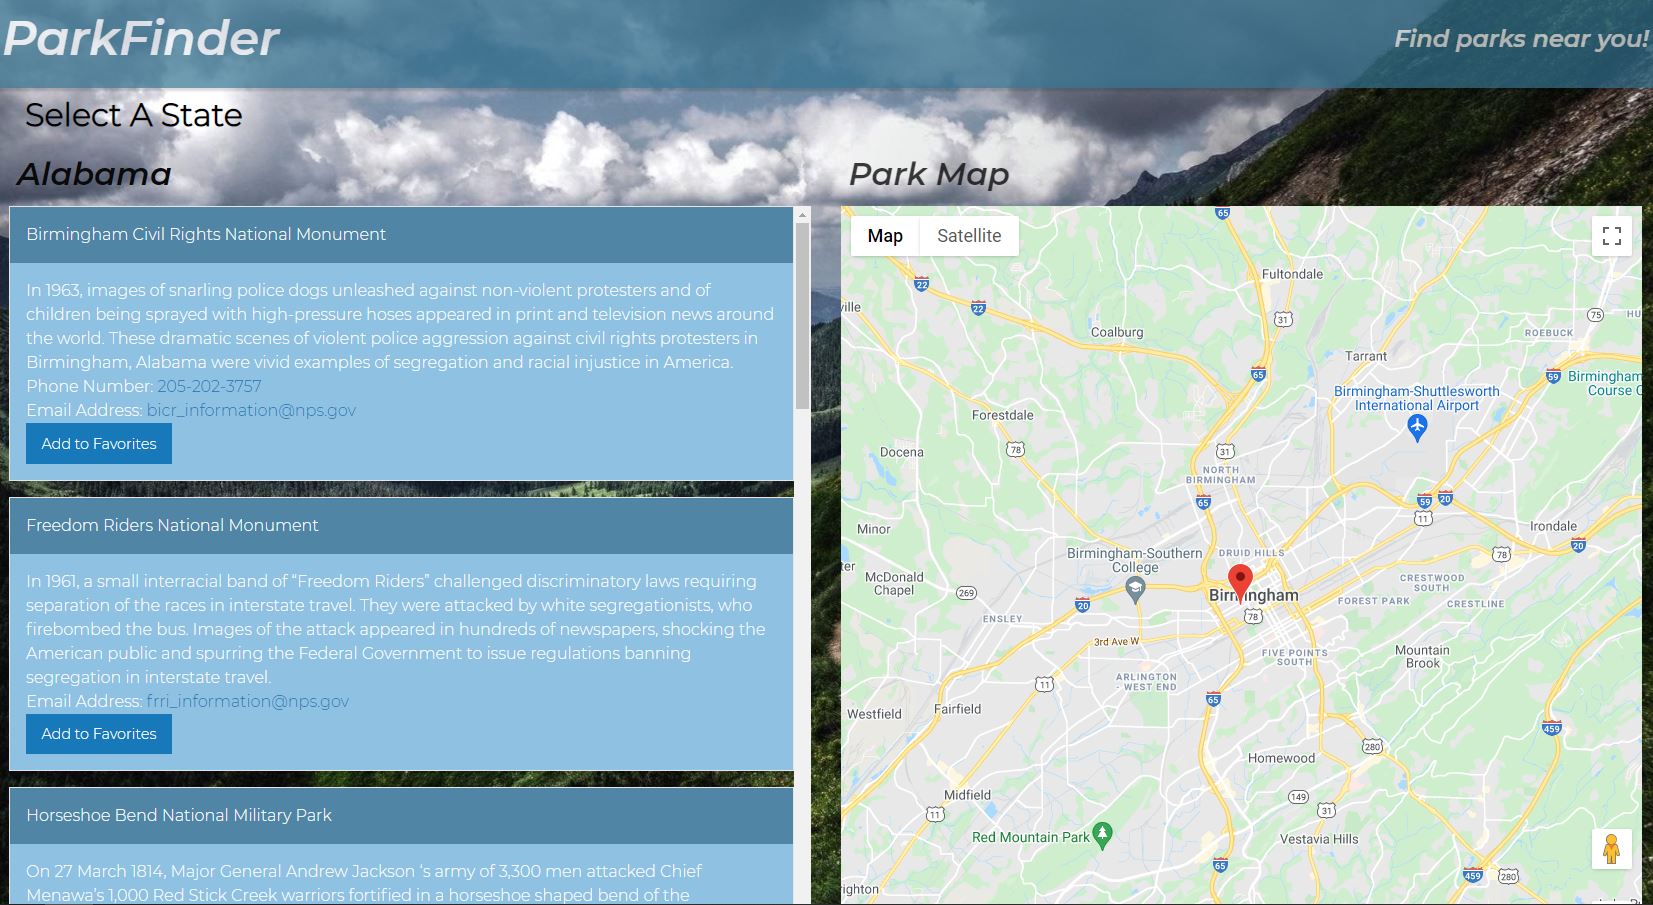 ParkFinder
Find parks near you!
Select A State
Alabama
Birmingham Civil Rights National Monument
In 1963, images of snarling police dogs unleashed against non-violent protesters and of
children being sprayed with high-pressure hoses appeared in print and television news around
the world. These dramatic scenes of violent police aggression against civil rights protesters in
Birmingham, Alabama were vivid examples of segregation and racial injustice in America.
Phone Number: 205-202-3757
Email Address: bicr_information@nps.gov
Add to Favorites
Freedom Riders National Monument
In 1961, a small interracial band of “Freedom Riders” challenged discriminatory laws requiring
separation of the races in interstate travel. They were attacked by white segregationists, who
firebombed the bus. Images of the attack appeared in hundreds of newspapers, shocking the
American public and spurring the Federal Government to issue regulations banning
segregation in interstate travel.
Email Address: frri_information@nps.gov
Add to Favorites
Horseshoe Bend National Military Park
On 27 March 1814, Major General Andrew Jackson ‘s army of 3,300 men attacked Chief
Menawa’s 1,000 Red Stick Creek warriors fortified in a horseshoe shaped bend of the
Park Map
Map
Satellite
65
Fultondale
22
22
ville
31
75
HU
Coalburg
ROEBUCK
Tarrant
65
59
Birmingham
Course C
Birmingham-Shuttlesworth
International Airport
Forestdale
78
31
Docena
NORTH
BIRMINGHAM
65
59
20
11
Minor
Irondale
20
Birmingham-Southern
College
DRUID HILLS
78
ter
McDonald
Chapel
269
20
CRESTWOOD
SOUTH
Birmingham
78
FOREST PARK
CRESTLINE
ENSLEY
3rd Ave W
FIVE POINTS
SOUTH
Mountain
Brook
ARLINGTON
- WEST END
11
65
Westfield
Fairfield
459
280
Homewood
Midfield
149
31
11
Red Mountain Park
Vestavia Hills
65
459
280
righton